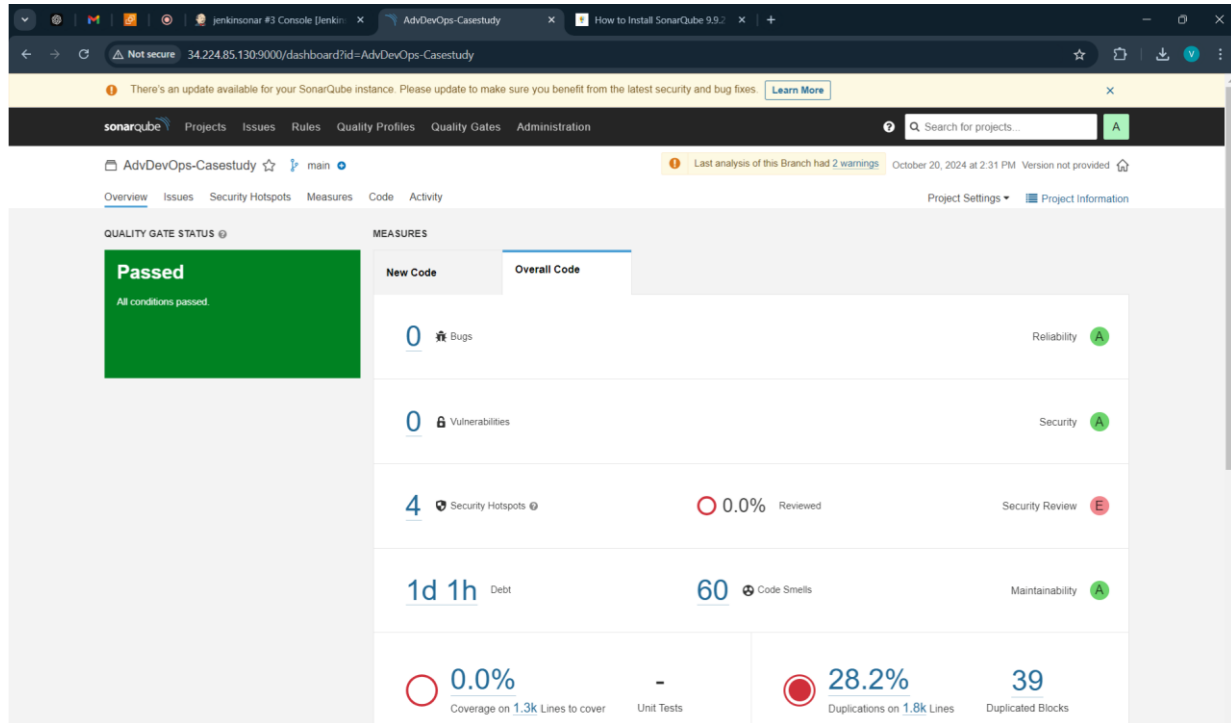 jenkinsonar #3 Console [Jenkin
AdvDevOps-Casestudy
How to Install SonarQube 9.9.2
V
Not secure 34.224.85.130:9000/dashboard?id=AdvDevOps-Casestudy
There's an update available for your SonarQube instance. Please update to make sure you benefit from the latest security and bug fixes. Learn More
sonarqube Projects Issues Rules Quality Profiles Quality Gates Administration Search for projects... A
AdvDevOps-Casestudy main Last analysis of this Branch had 2 warnings October 20, 2024 at 2:31 PM Version not provided
Overview Issues Security Hotspots Measures Code Activity Project Settings Project Information
QUALITY GATE STATUS
Passed
All conditions passed.
MEASURES
New Code Overall Code
0 Bugs Reliability A
0 Vulnerabilities Security A
4 Security Hotspots 0.0% Reviewed Security Review E
1d 1h Debt 60 Code Smells Maintainability A
0.0% - 28.2% 39
Coverage on 1.3k Lines to cover Unit Tests Duplications on 1.8k Lines Duplicated Blocks